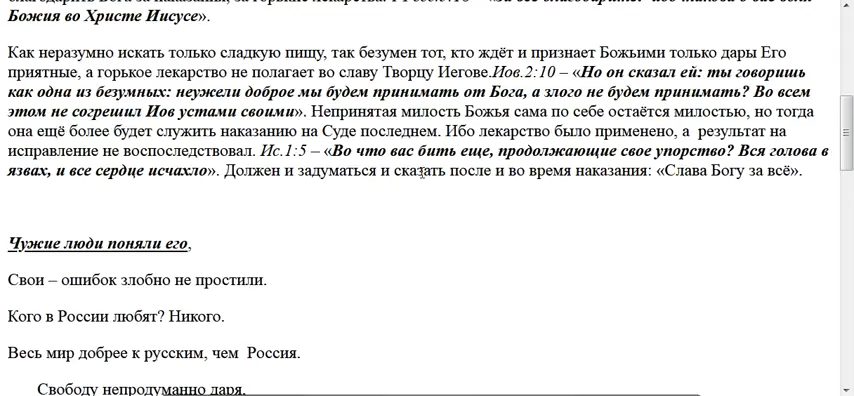 Божия во Христе Иисусе».
Как неразумно искать только сладкую пищу, так безумен тот, кто ждёт и признает Божьими только дары Его
приятные, а горькое лекарство не полагает во славу Творцу Иегове.Иов.2:10 – «Но он сказал ей: ты говоришь
как одна из безумных: неужели доброе мы будем принимать от Бога, а злого не будем принимать? Во всем
этом не согрешил Иов устами своими». Непринятая милость Божья сама по себе остаётся милостью, но тогда
она ещё более будет служить наказанию на Суде последнем. Ибо лекарство было применено, а результат на
исправление не воспоследствовал. Ис.1:5 – «Во что вас бить еще, продолжающие свое упорство? Вся голова в
язвах, и все сердце исчахло». Должен и задуматься и сказать после и во время наказания: «Слава Богу за всё».
Чужие люди поняли его,
Свои – ошибок злобно не простили.
Кого в России любят? Никого.
Весь мир добрее к русским, чем Россия.
Свободу непродуманно даря,